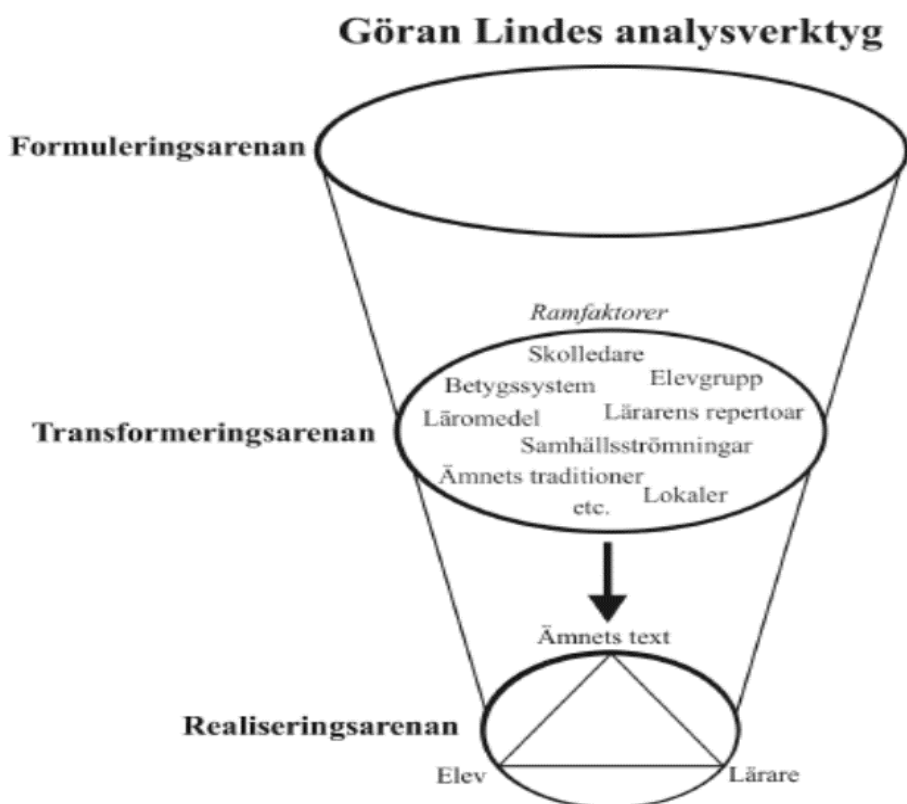 Göran Lindes analysverktyg
Formuleringsarenan
Ramfaktorer
Skolledare
Betygssystem
Elevgrupp
Läromedel
Lärarens repertoar
Transformeringsarenan
Samhällsströmningar
Ämnets traditioner
Lokaler
etc.
Ämnets text
Realiseringsarenan
Elev
Lärare